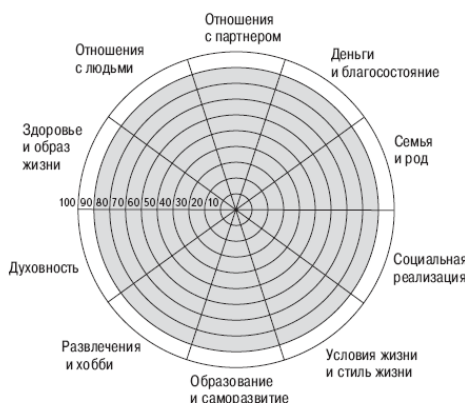 Отношения
с партнером
Деньги
и благосостояние
Семья
и род
Социальная
реализация
Условия жизни
и стиль жизни
Образование
и саморазвитие
Развлечения
и хобби
Духовность
Здоровье
и образ
жизни
Отношения
с людьми
100 90 80 70 60 50 40 30 20 10